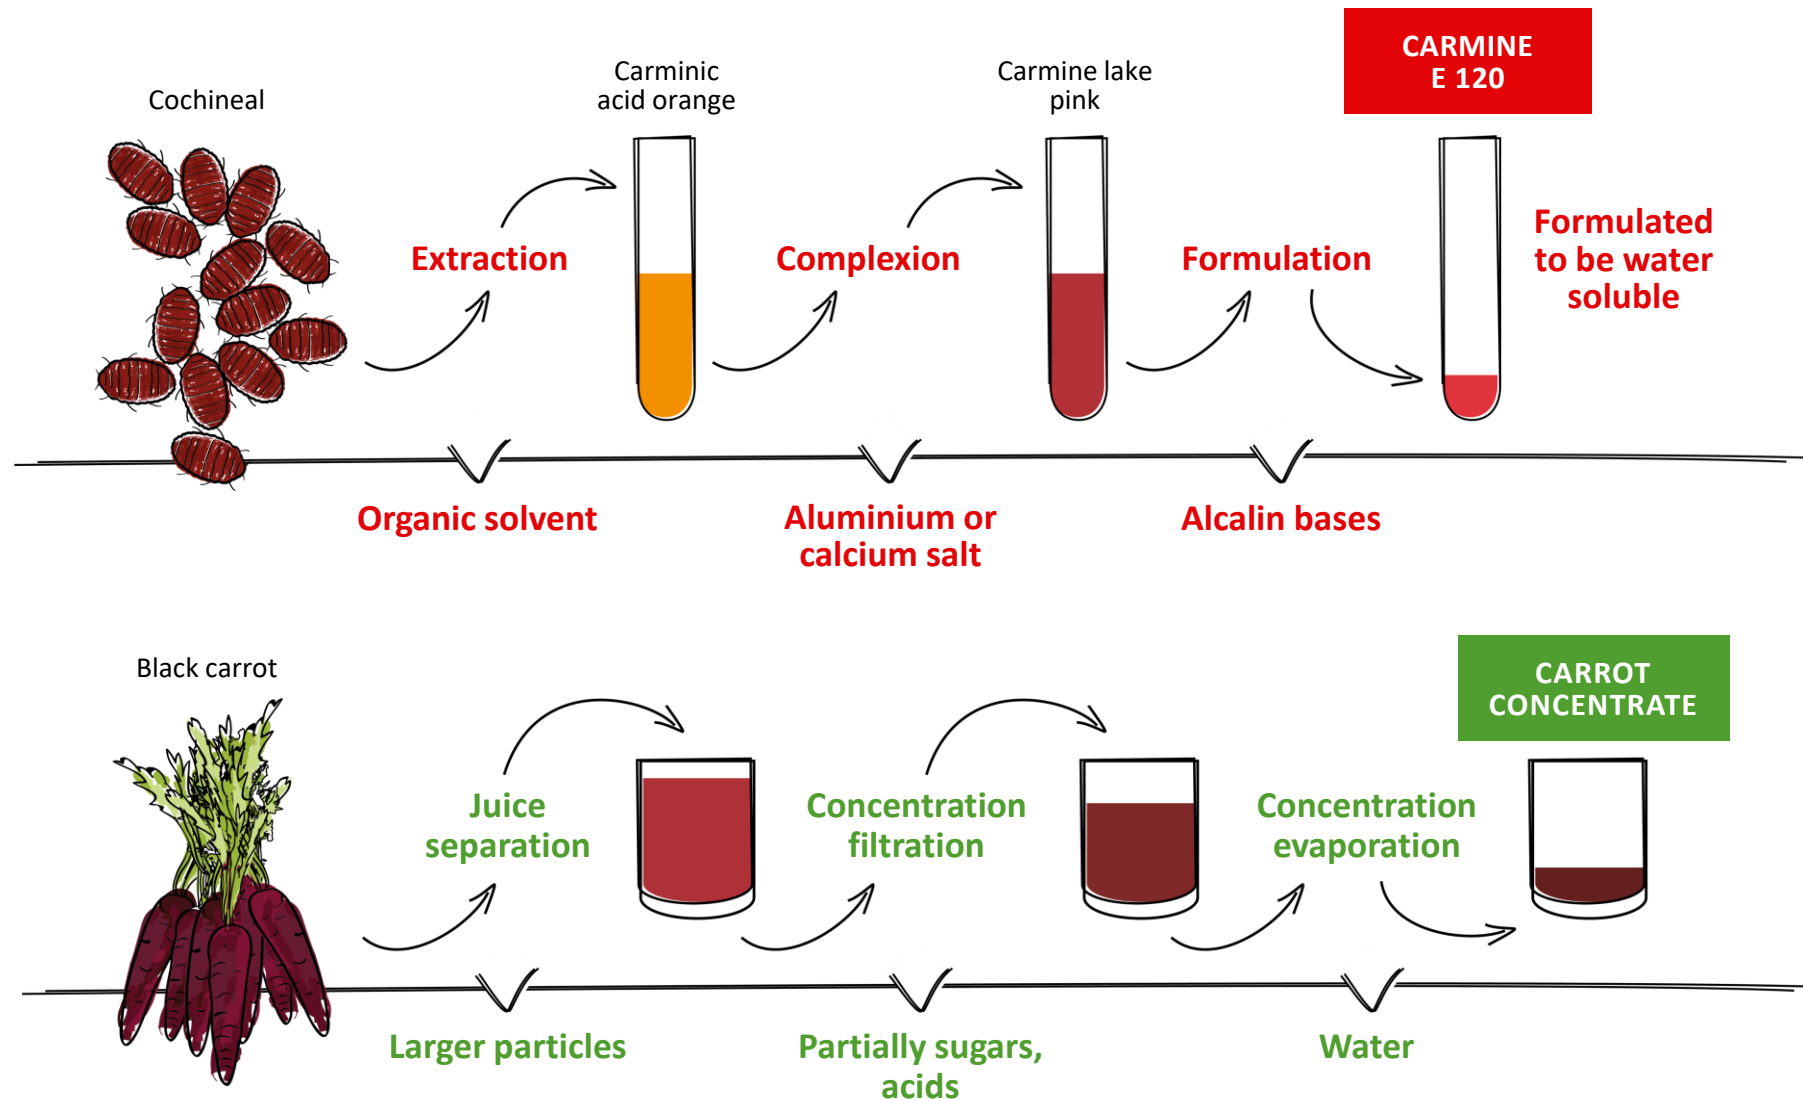 Cochineal
Carminic
acid orange
Carmine lake
pink
CARMINE
E 120
Extraction
Complexion
Formulation
Formulated
to be water
soluble
Organic solvent
Aluminium or
calcium salt
Alcalin bases
Black carrot
CARROT
CONCENTRATE
Juice
separation
Concentration
filtration
Concentration
evaporation
Larger particles
Partially sugars,
acids
Water